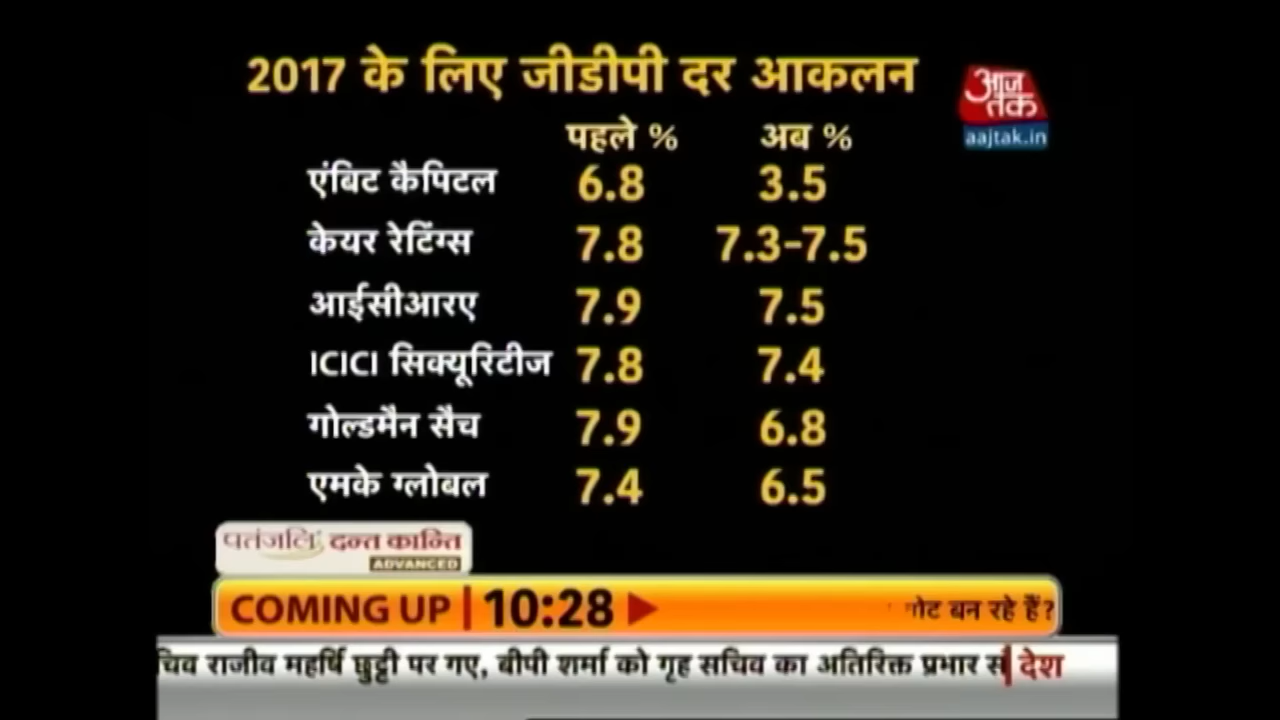 2017 के लिए जीडीपी दर आकलन
आज तक
aajtak.in
पहले % अब %
एंबिट कैपिटल 6.8 3.5
केयर रेटिंग्स 7.8 7.3-7.5
आईसीआरए 7.9 7.5
ICICI सिक्यूरिटीज 7.8 7.4
गोल्डमैन सैच 7.9 6.8
एमके ग्लोबल 7.4 6.5
पतंजलि दन्त कान्ति
ADVANCED
COMING UP 10:28 बन रहे हैं?
राजीव महर्षि छुट्टी पर गए, बीपी शर्मा को गृह सचिव का अतिरिक्त प्रभार देश